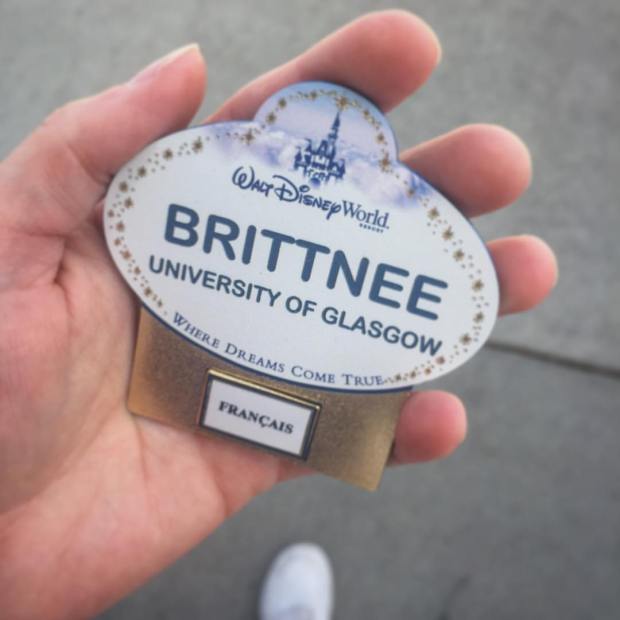 Walt Disney World.
RESORT
BRITTNEE
UNIVERSITY OF GLASGOW
WHERE DREAMS COME TRUE
FRANÇAIS